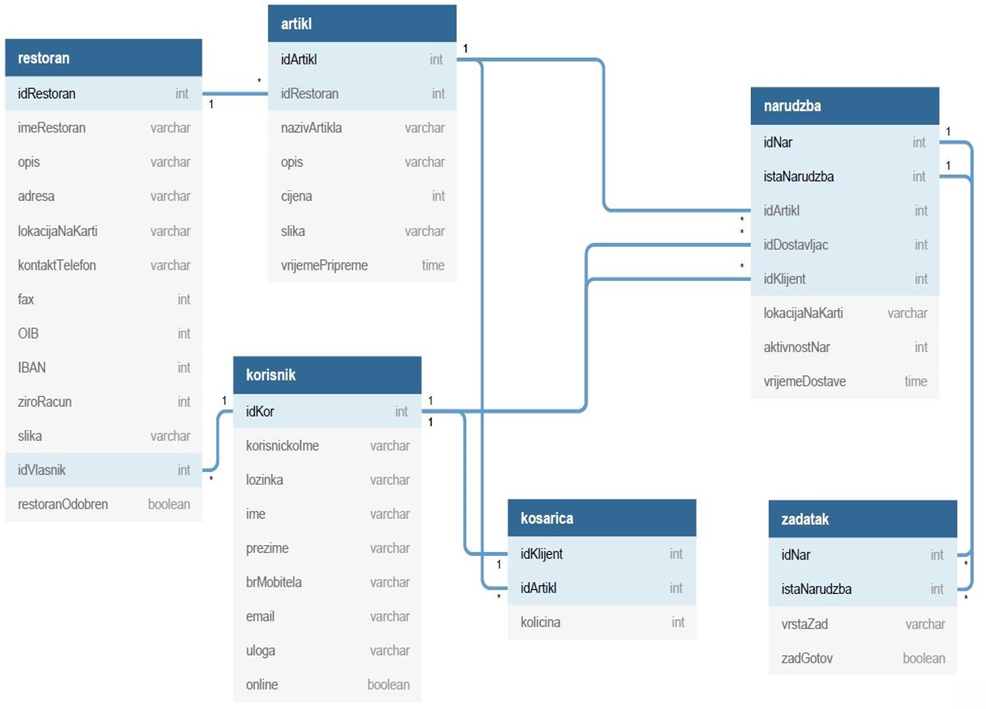 restoran
idRestoran int
imeRestoran varchar
opis varchar
adresa varchar
lokacijaNaKarti varchar
kontaktTelefon varchar
fax int
OIB int
IBAN int
ziroRacun int
slika varchar
idVlasnik int
restoranOdobren boolean
1
*
1
*
artikl
idArtikl int
idRestoran int
nazivArtikla varchar
opis varchar
cijena int
slika varchar
vrijemePripreme time
1
korisnik
idKor int
korisnickoIme varchar
lozinka varchar
ime varchar
prezime varchar
brMobitela varchar
email varchar
uloga varchar
online boolean
1
1
narudzba
idNar int
istaNarudzba int
idArtikl int
idDostavljac int
idKlijent int
lokacijaNaKarti varchar
aktivnostNar int
vrijemeDostave time
*
*
*
1
1
kosarica
idKlijent int
idArtikl int
kolicina int
1
*
zadatak
idNar int
istaNarudzba int
vrstaZad varchar
zadGotov boolean
*
*